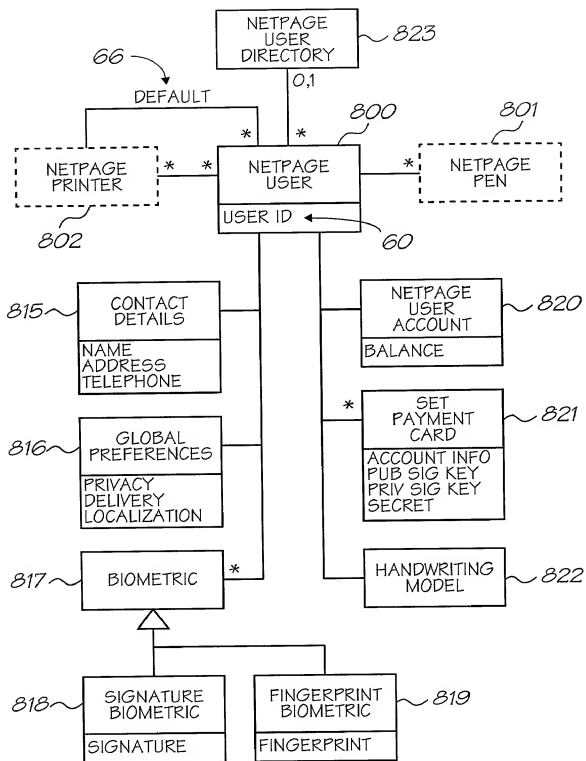 NETPAGE
USER
DIRECTORY
823
66
0,1
DEFAULT
800
801
*
*
NETPAGE
PRINTER
*
*
NETPAGE
USER
*
NETPAGE
PEN
802
USER ID
60
815
CONTACT
DETAILS
NAME
ADDRESS
TELEPHONE
NETPAGE
USER
ACCOUNT
BALANCE
820
816
GLOBAL
PREFERENCES
PRIVACY
DELIVERY
LOCALIZATION
*
SET
PAYMENT
CARD
ACCOUNT INFO
PUB SIG KEY
PRIV SIG KEY
SECRET
821
817
BIOMETRIC
*
HANDWRITING
MODEL
822
818
SIGNATURE
BIOMETRIC
SIGNATURE
FINGERPRINT
BIOMETRIC
FINGERPRINT
819